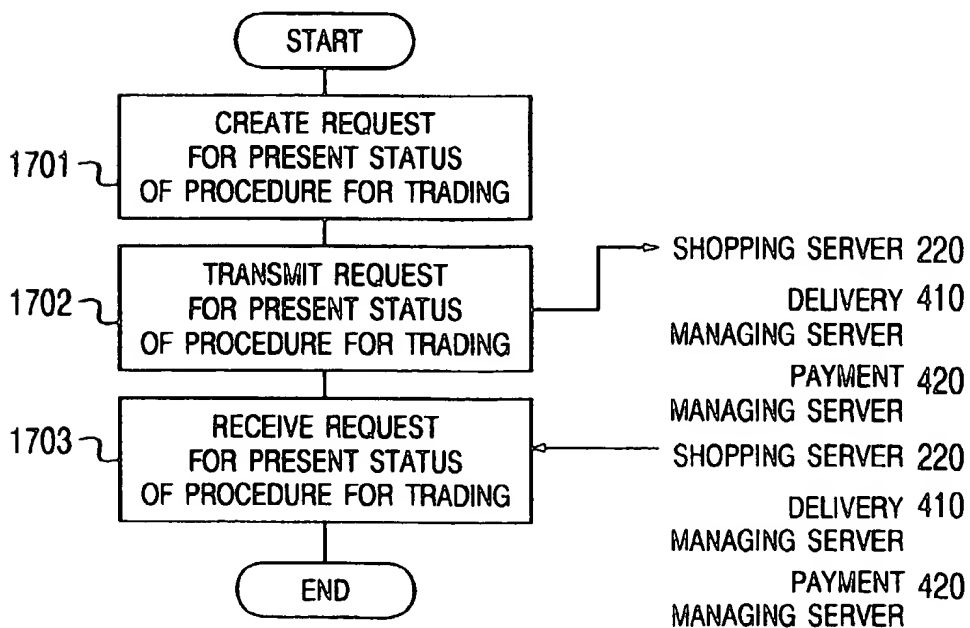 START
CREATE REQUEST
FOR PRESENT STATUS
OF PROCEDURE FOR TRADING
1701
TRANSMIT REQUEST
FOR PRESENT STATUS
OF PROCEDURE FOR TRADING
1702
SHOPPING SERVER 220
DELIVERY 410
MANAGING SERVER
PAYMENT 420
MANAGING SERVER
RECEIVE REQUEST
FOR PRESENT STATUS
OF PROCEDURE FOR TRADING
1703
SHOPPING SERVER 220
DELIVERY 410
MANAGING SERVER
PAYMENT 420
MANAGING SERVER
END